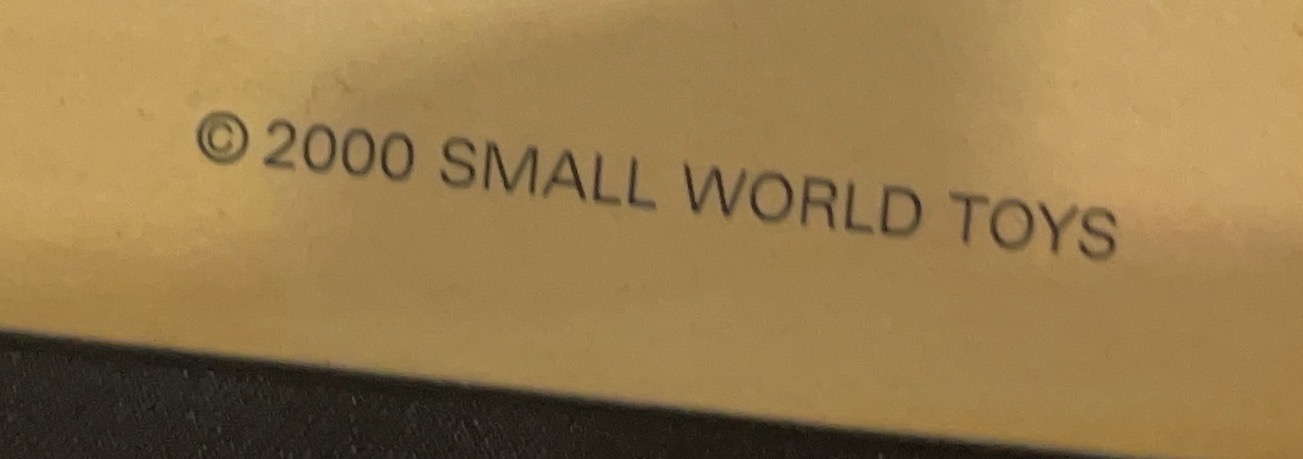 © 2000 SMALL WORLD TOYS